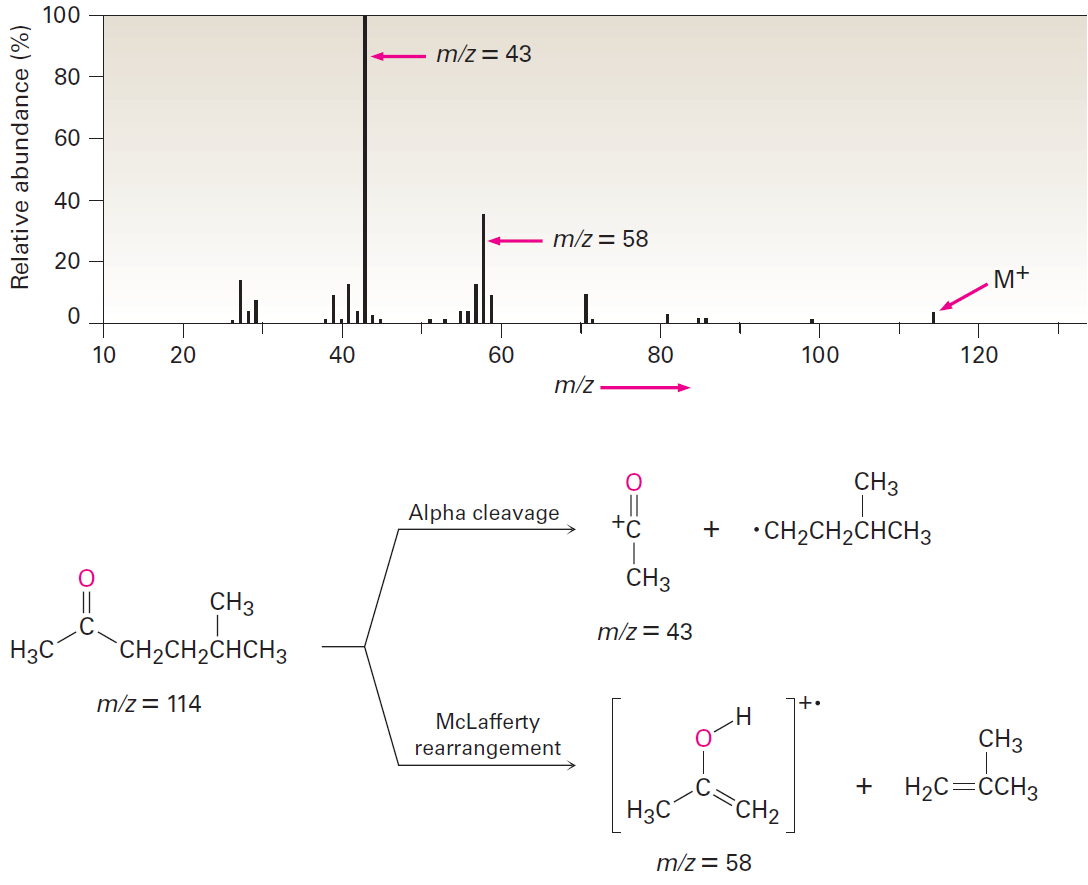 Relative abundance (%)
100
80
60
40
20
0
m/z = 43
m/z = 58
M+
10 20 40 60 80 100 120
m/z
O
C
H₃C
CH₃
CH₂CH₂CHCH₃
m/z = 114
Alpha cleavage
O
+C
CH₃
m/z = 43
+
CH₃
·CH₂CH₂CHCH₃
McLafferty
rearrangement
H
O
C
H₃C
CH₂
+·
m/z = 58
+
CH₃
H₂C=CCH₃